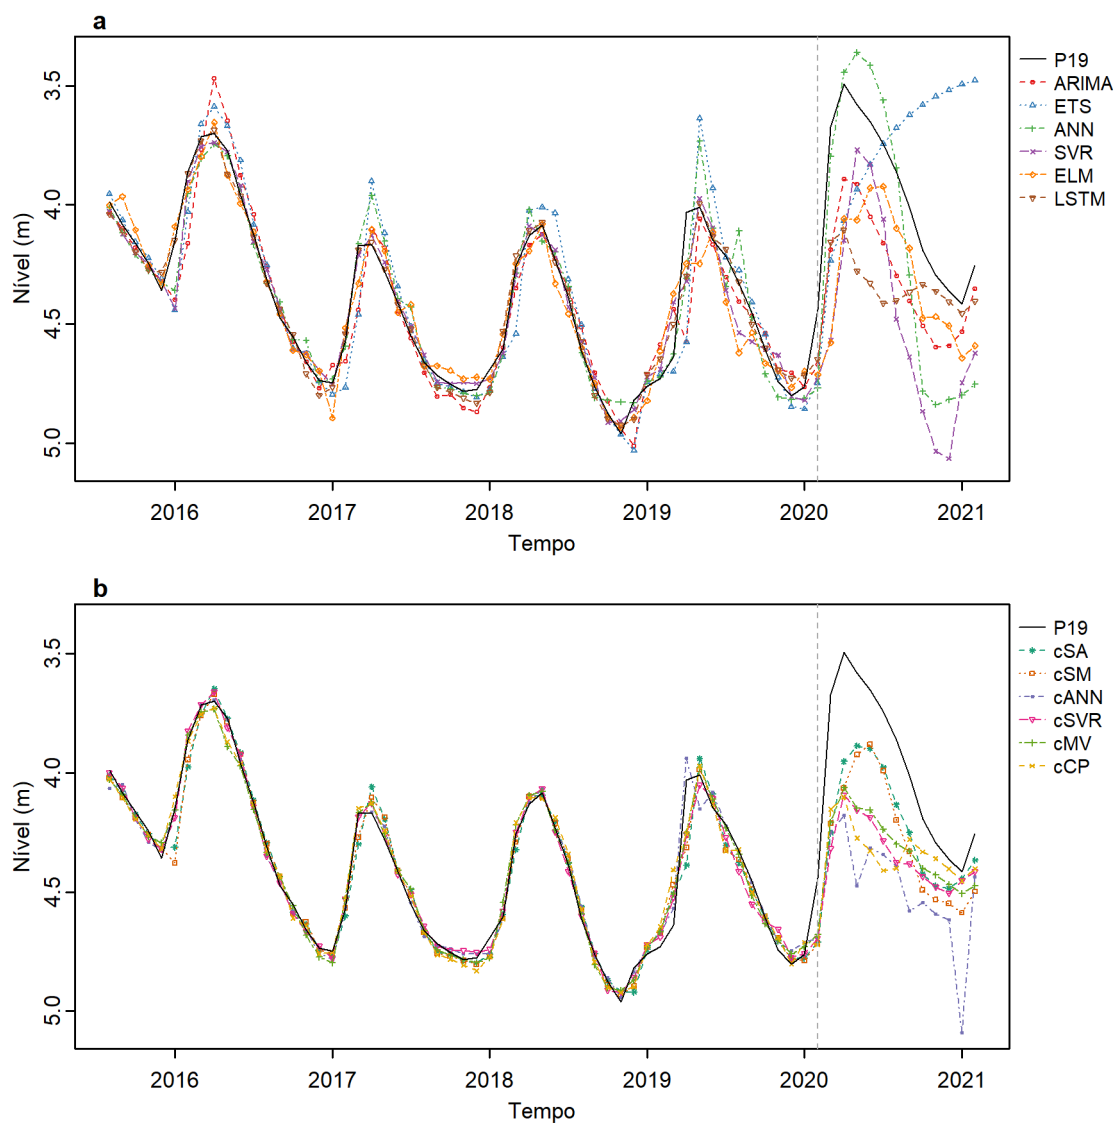 a
3.5
4.0
4.5
5.0
Nível (m)
2016 2017 2018 2019 2020 2021
Tempo
P19
ARIMA
ETS
ANN
SVR
ELM
LSTM
b
3.5
4.0
4.5
5.0
Nível (m)
2016 2017 2018 2019 2020 2021
Tempo
P19
cSA
cSM
cANN
cSVR
cMV
cCP